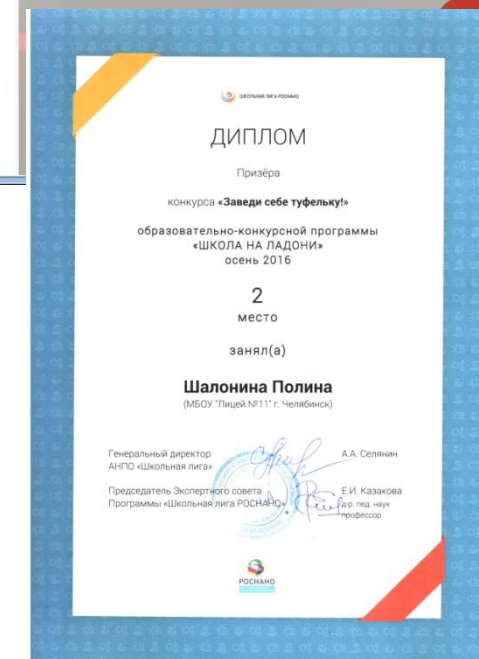 ШКОЛЬНАЯ ЛИГА РОСНАНО
ДИПЛОМ
Призёра
конкурса «Заведи себе туфельку!»
образовательно-конкурсной программы
«ШКОЛА НА ЛАДОНИ»
осень 2016
2
место
занял(а)
Шалонина Полина
(МБОУ "Лицей №11" г. Челябинск)
Генеральный директор А.А. Селянин
АНПО «Школьная лига»
Председатель Экспертного совета Е.И. Казакова
Программы «Школьная лига РОСНАНО» д-р. пед. наук
профессор
РОСНАНО